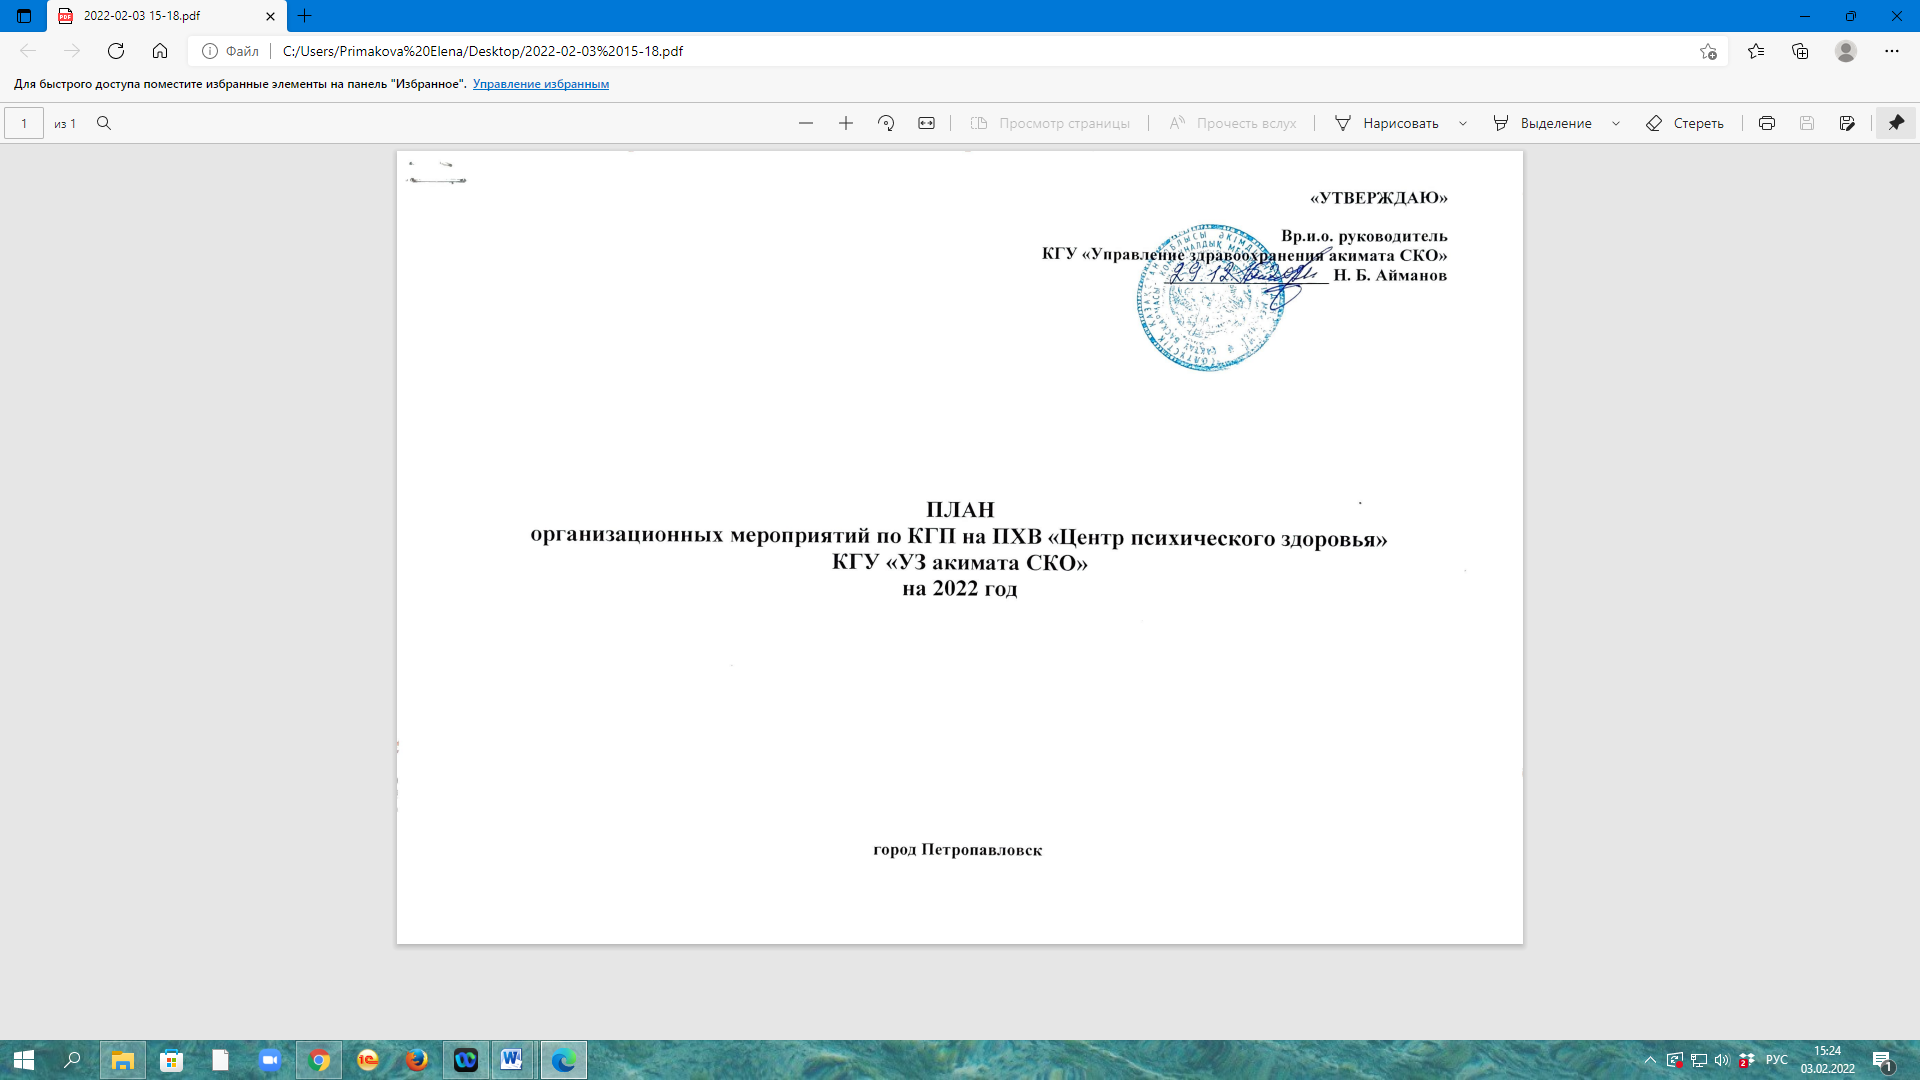 2022-02-03 15-18.pdf
Файл
C:/Users/Primakova%20Elena/Desktop/2022-02-03%2015-18.pdf
Для быстрого доступа поместите избранные элементы на панель "Избранное". Управление избранным
1 из 1
Просмотр страницы
Прочесть вслух
Нарисовать
Выделение
Стереть
«УТВЕРЖДАЮ»
Вр.и.о. руководитель
КГУ «Управление здравоохранения акимата СКО»
29.12 Н. Б. Айманов
ПЛАН
организационных мероприятий по КГП на ПХВ «Центр психического здоровья»
КГУ «УЗ акимата СКО»
на 2022 год
город Петропавловск
РУС
15:24
03.02.2022
1